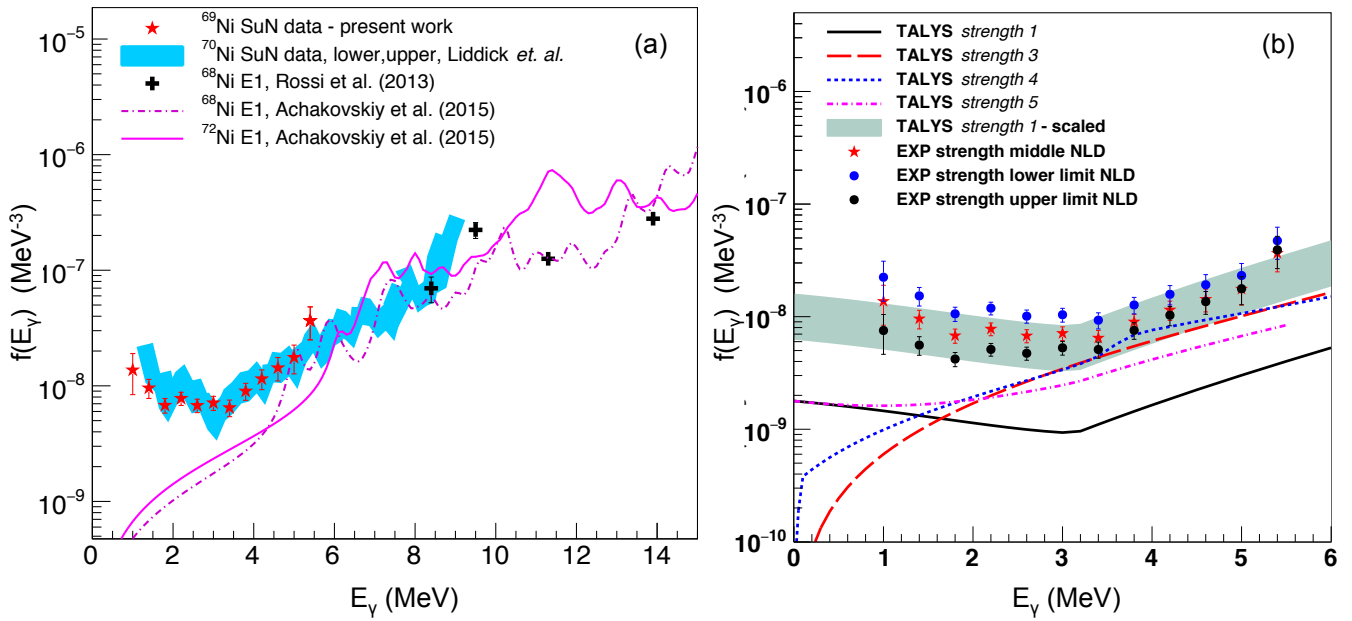 ⁶⁹Ni SuN data - present work
⁷⁰Ni SuN data, lower,upper, Liddick et. al.
⁶⁸Ni E1, Rossi et al. (2013)
⁶⁸Ni E1, Achakovskiy et al. (2015)
⁷²Ni E1, Achakovskiy et al. (2015)
(a)
f(Eγ) (MeV⁻³)
10⁻⁵
10⁻⁶
10⁻⁷
10⁻⁸
10⁻⁹
0 2 4 6 8 10 12 14
Eγ (MeV)
TALYS strength 1
TALYS strength 3
TALYS strength 4
TALYS strength 5
TALYS strength 1 - scaled
EXP strength middle NLD
EXP strength lower limit NLD
EXP strength upper limit NLD
(b)
f(Eγ) (MeV⁻³)
10⁻⁶
10⁻⁷
10⁻⁸
10⁻⁹
10⁻¹⁰
0 1 2 3 4 5 6
Eγ (MeV)